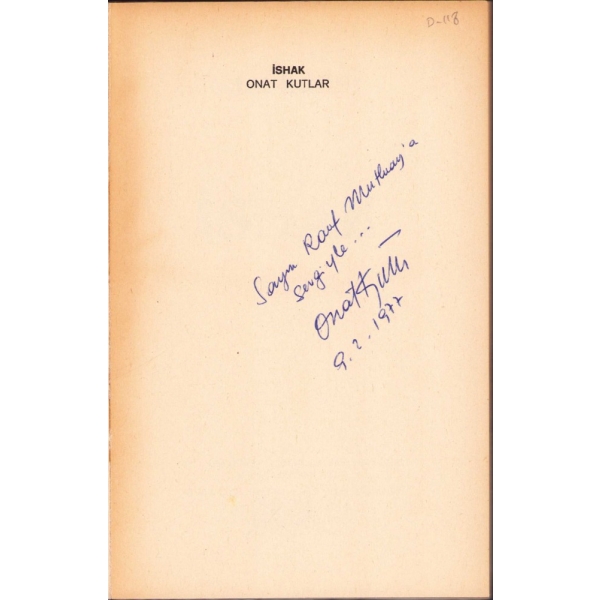 D-118
İSHAK
ONAT KUTLAR
Sayın Rauf Mutluay'a
sevgiyle...
Onat Kutlar
9.2.1977